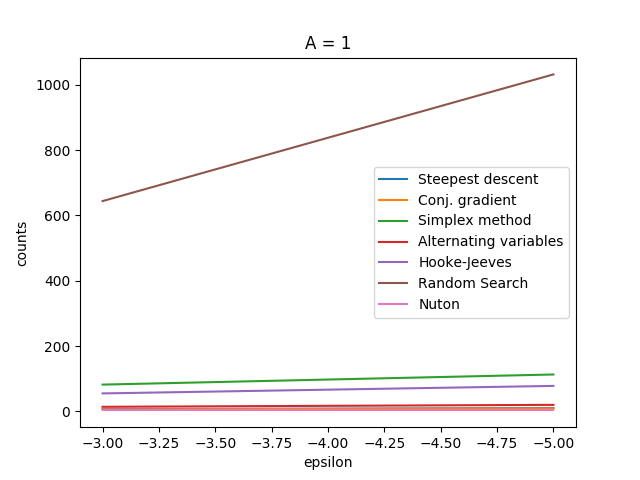 A = 1
counts
1000
800
600
400
200
0
Steepest descent
Conj. gradient
Simplex method
Alternating variables
Hooke-Jeeves
Random Search
Nuton
−3.00 −3.25 −3.50 −3.75 −4.00 −4.25 −4.50 −4.75 −5.00
epsilon